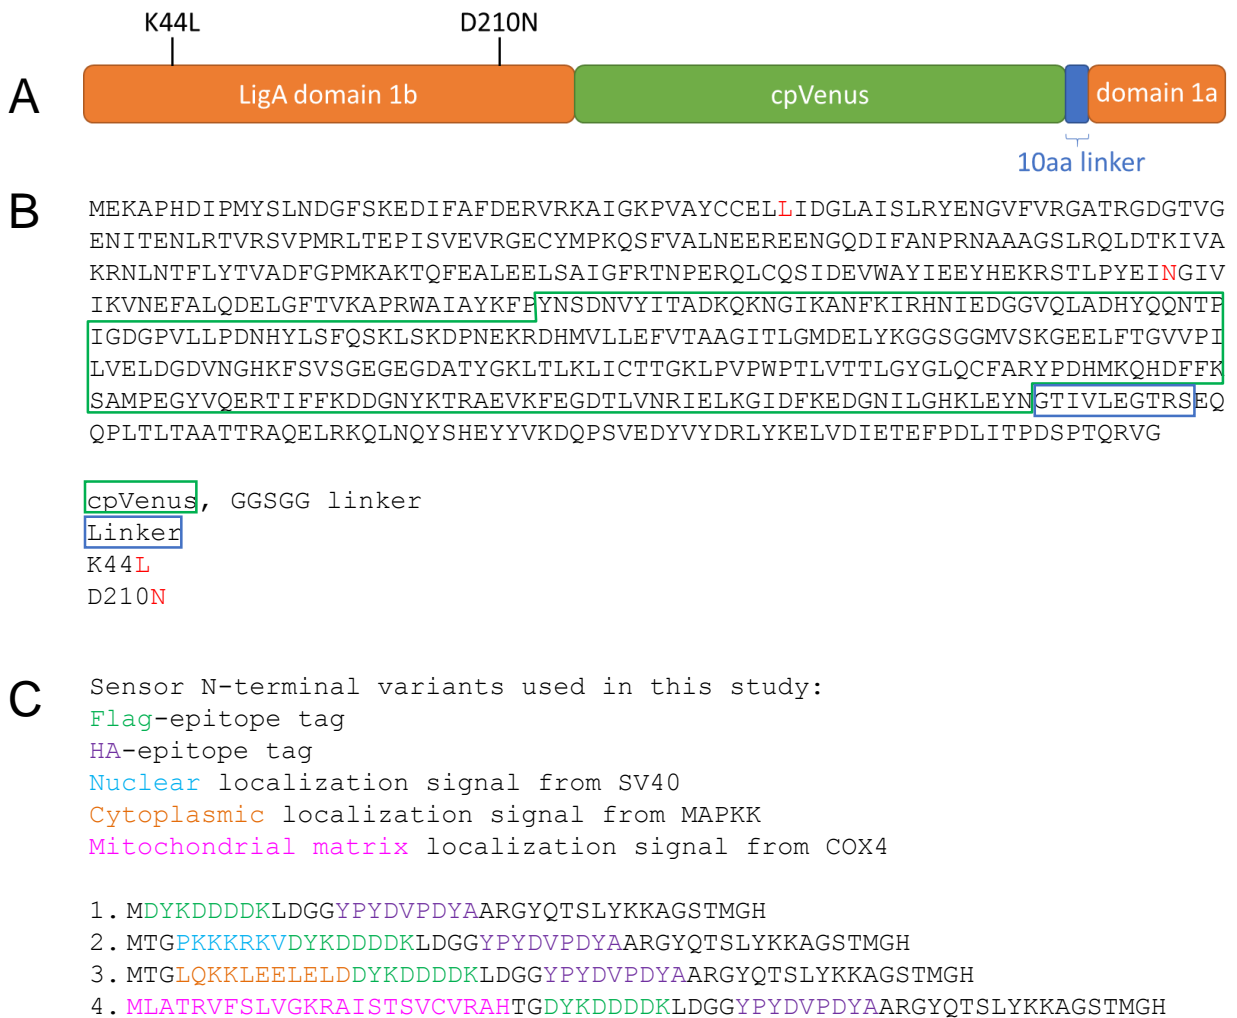 K44L D210N
A LigA domain 1b cpVenus domain 1a
10aa linker
B MEKAPHDIPMYSLNDGFSKEDIFAFDERVRKAIGKPVAYCCELLIDGLAISLRYENGVFVRGATRGDGTVG
ENITENLRTVRSVPMRLTEPISVEVRGECYMPKQSFVALNEEREENGQDIFANPRNAAAGSLRQLDTKIVA
KRNLNTFLYTVADFGPMKAKTQFEALEELSAIGFRTNPERQLCQSIDEVWAYIEEYHEKRSTLPYEINGIV
IKVNEFALQDELGFTVKAPRWAIAYKFPYNSDNVYITADKQKNGIKANFKIRHNIEDGGVQLADHYQQNTP
IGDGPVLLPDNHYLSFQSKLSKDPNEKRDHMVLLEFVTAAGITLGMDELYKGGSGGMVSKGEELFTGVVPI
LVELDGDVNGHKFSVSGEGEGDATYGKLTLKLICTTGKLPVPWPTLVTTLGYGLQCFARYPDHMKQHDFFK
SAMPEGYVQERTIFFKDDGNYKTRAEVKFEGDTLVNRIELKGIDFKEDGNILGHKLEYNGTIVLEGTRSEQ
QPLTLTAATTRAQELRKQLNQYSHEYYVKDQPSVEDYVYDRLYKELVDIETEFPDLITPDSPTQRVG
cpVenus, GGSGG linker
Linker
K44L
D210N
C Sensor N-terminal variants used in this study:
Flag-epitope tag
HA-epitope tag
Nuclear localization signal from SV40
Cytoplasmic localization signal from MAPKK
Mitochondrial matrix localization signal from COX4
1. MDYKDDDDKLDGGYPYDVPDYAARGYQTSLYKKAGSTMGH
2. MTGPKKKRKVDYKDDDDKLDGGYPYDVPDYAARGYQTSLYKKAGSTMGH
3. MTGLQKKLEELELDDYKDDDDKLDGGYPYDVPDYAARGYQTSLYKKAGSTMGH
4. MLATRVFSLVGKRAISTSVCVRAHTGDYKDDDDKLDGGYPYDVPDYAARGYQTSLYKKAGSTMGH